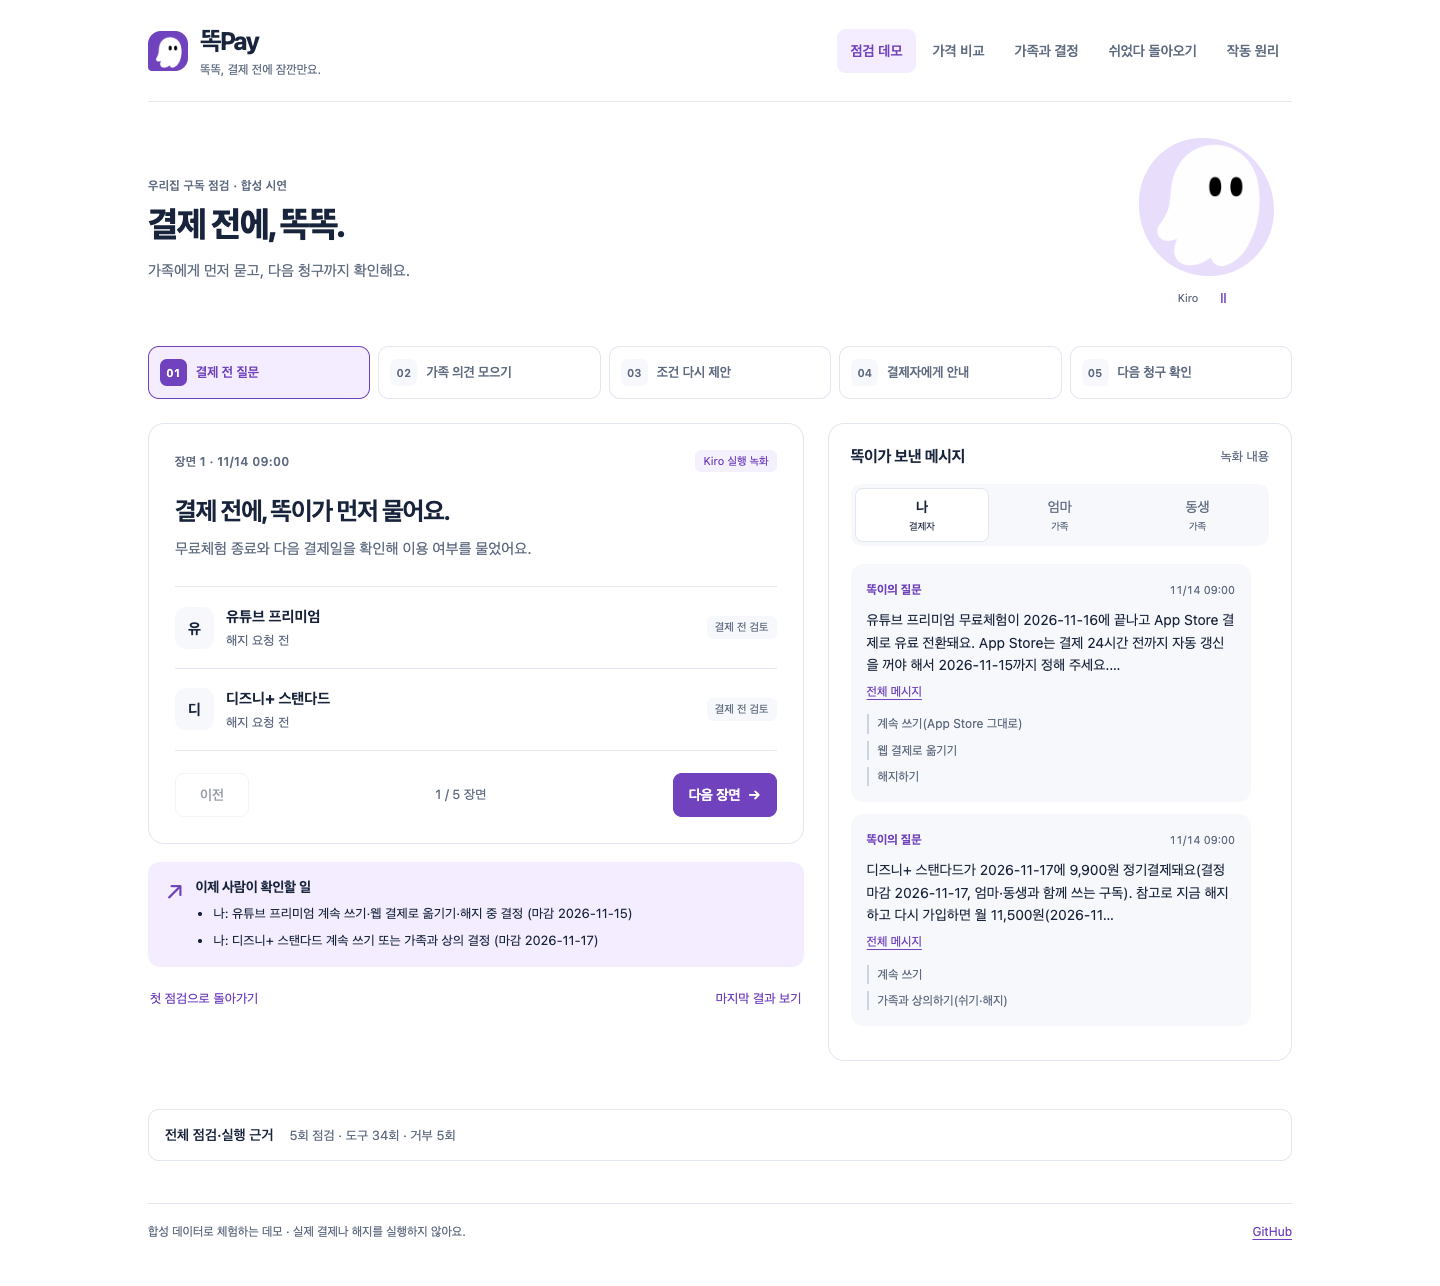 똑Pay
똑똑, 결제 전에 잠깐만요.
점검 데모
가격 비교
가족과 결정
쉬었다 돌아오기
작동 원리
우리집 구독 점검 · 합성 시연
결제 전에, 똑똑.
가족에게 먼저 묻고, 다음 청구까지 확인해요.
Kiro
01 결제 전 질문
02 가족 의견 모으기
03 조건 다시 제안
04 결제자에게 안내
05 다음 청구 확인
장면 1 · 11/14 09:00
Kiro 실행 녹화
결제 전에, 똑이가 먼저 물어요.
무료체험 종료와 다음 결제일을 확인해 이용 여부를 물었어요.
유
유튜브 프리미엄
해지 요청 전
결제 전 검토
디
디즈니+ 스탠다드
해지 요청 전
결제 전 검토
이전
1 / 5 장면
다음 장면 →
이제 사람이 확인할 일
• 나: 유튜브 프리미엄 계속 쓰기·웹 결제로 옮기기·해지 중 결정 (마감 2026-11-15)
• 나: 디즈니+ 스탠다드 계속 쓰기 또는 가족과 상의 결정 (마감 2026-11-17)
첫 점검으로 돌아가기
마지막 결과 보기
똑이가 보낸 메시지
녹화 내용
나
결제자
엄마
가족
동생
가족
똑이의 질문
11/14 09:00
유튜브 프리미엄 무료체험이 2026-11-16에 끝나고 App Store 결
제로 유료 전환돼요. App Store는 결제 24시간 전까지 자동 갱신
을 꺼야 해서 2026-11-15까지 정해 주세요....
전체 메시지
계속 쓰기(App Store 그대로)
웹 결제로 옮기기
해지하기
똑이의 질문
11/14 09:00
디즈니+ 스탠다드가 2026-11-17에 9,900원 정기결제돼요(결정
마감 2026-11-17, 엄마·동생과 함께 쓰는 구독). 참고로 지금 해지
하고 다시 가입하면 월 11,500원(2026-11...
전체 메시지
계속 쓰기
가족과 상의하기(쉬기·해지)
전체 점검·실행 근거
5회 점검 · 도구 34회 · 거부 5회
합성 데이터로 체험하는 데모 · 실제 결제나 해지를 실행하지 않아요.
GitHub